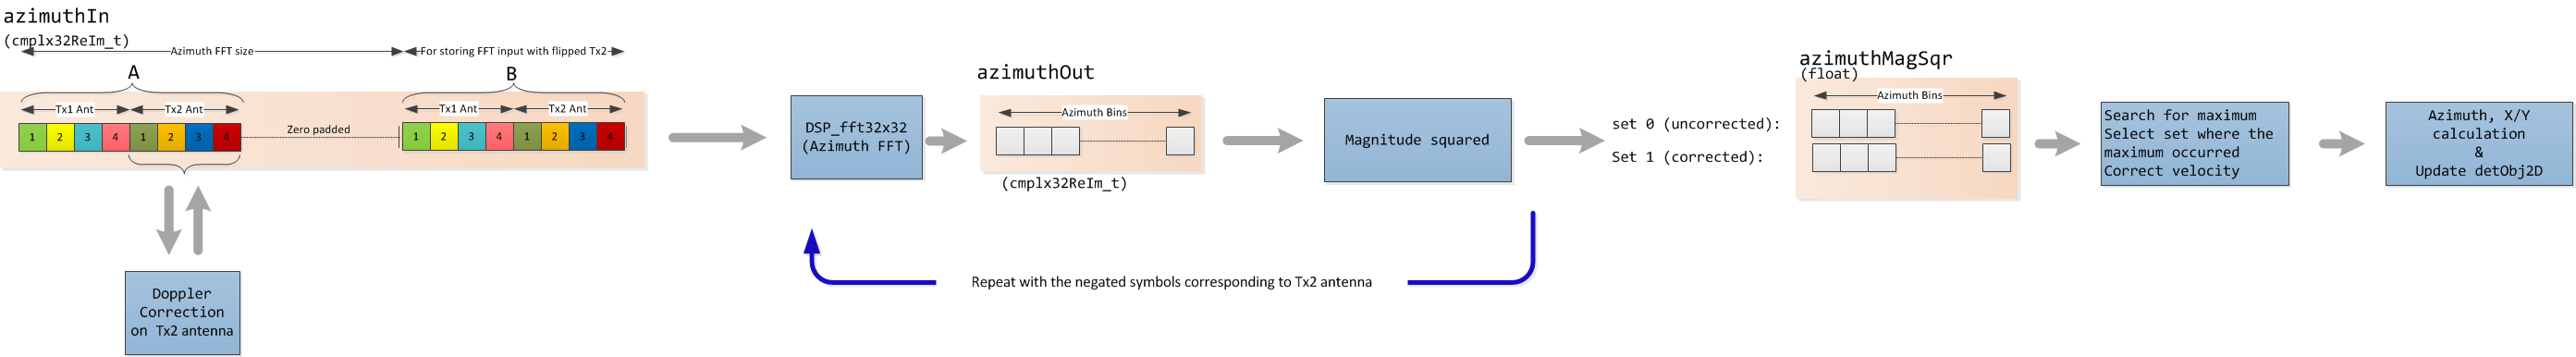 azimuthIn
(cmplx32ReIm_t)
Azimuth FFT size
For storing FFT input with flipped Tx2
A
B
Tx1 Ant
Tx2 Ant
Tx1 Ant
Tx2 Ant
1 2 3 4 1 2 3 4
Zero padded
1 2 3 4 1 2 3 4
Doppler
Correction
on Tx2 antenna
DSP_fft32x32
(Azimuth FFT)
azimuthOut
Azimuth Bins
(cmplx32ReIm_t)
Magnitude squared
Repeat with the negated symbols corresponding to Tx2 antenna
set 0 (uncorrected):
Set 1 (corrected):
azimuthMagSqr
(float)
Azimuth Bins
Search for maximum
Select set where the
maximum occurred
Correct velocity
Azimuth, X/Y
calculation
&
Update detObj2D